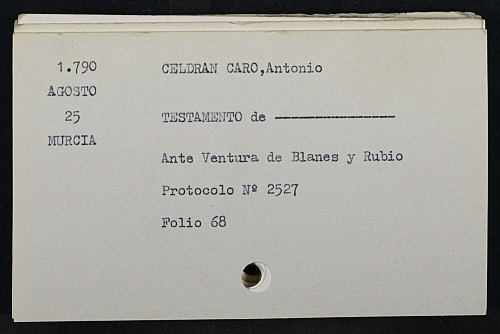 1.790
AGOSTO
25
MURCIA
CELDRAN CARO,Antonio
TESTAMENTO de ---------------
Ante Ventura de Blanes y Rubio
Protocolo Nº 2527
Folio 68